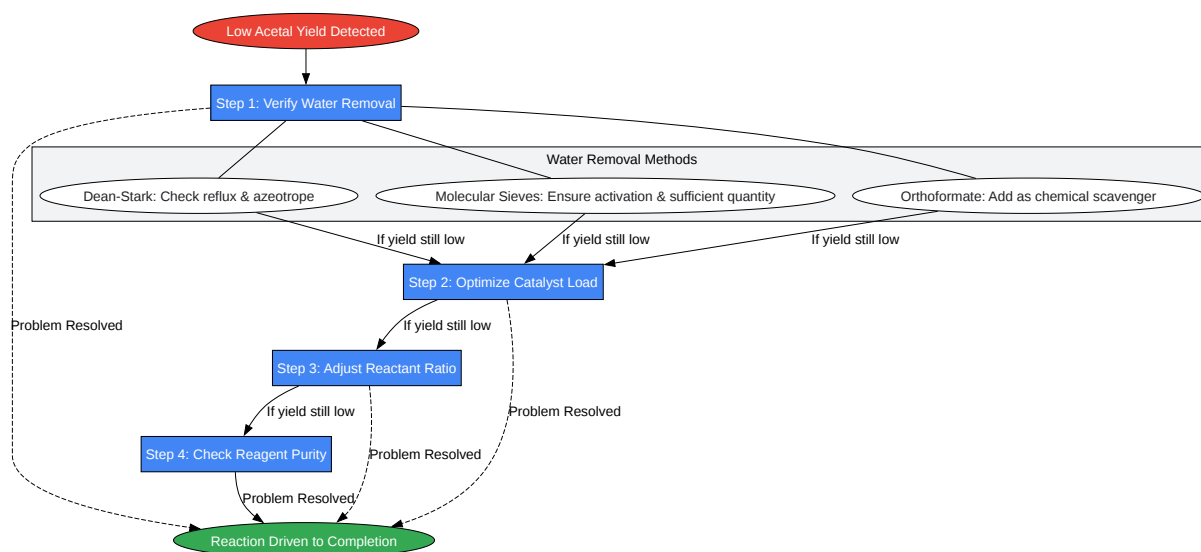 Low Acetal Yield Detected
Step 1: Verify Water Removal
Water Removal Methods
Dean-Stark: Check reflux & azeotrope
Molecular Sieves: Ensure activation & sufficient quantity
Orthoformate: Add as chemical scavenger
If yield still low
If yield still low
If yield still low
Step 2: Optimize Catalyst Load
Problem Resolved
If yield still low
Step 3: Adjust Reactant Ratio
If yield still low
Problem Resolved
Step 4: Check Reagent Purity
Problem Resolved
Problem Resolved
Reaction Driven to Completion